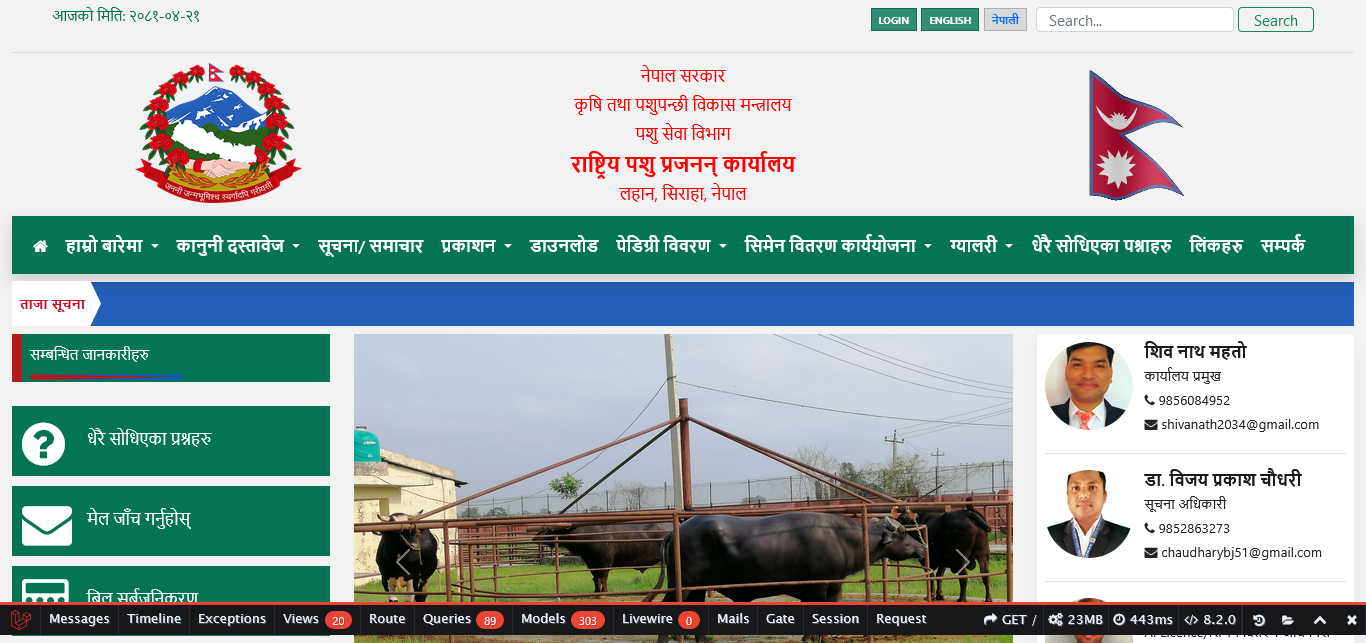 आजको मिति: २०८१-०४-२१
LOGIN ENGLISH नेपाली Search... Search
नेपाल सरकार
कृषि तथा पशुपन्छी विकास मन्त्रालय
पशु सेवा विभाग
राष्ट्रिय पशु प्रजनन् कार्यालय
लहान, सिराहा, नेपाल
जननी जन्मभूमिश्च स्वर्गादपि गरीयसी
हाम्रो बारेमा कानुनी दस्तावेज सूचना/ समाचार प्रकाशन डाउनलोड पेडिग्री विवरण सिमेन वितरण कार्ययोजना ग्यालरी धेरै सोधिएका पश्नाहरु लिंकहरु सम्पर्क
ताजा सूचना
सम्बन्धित जानकारीहरु
धेरै सोधिएका प्रश्नहरु
मेल जाँच गर्नुहोस्
बिल सर्बजनिकरण
शिव नाथ महतो
कार्यालय प्रमुख
9856084952
shivanath2034@gmail.com
डा. विजय प्रकाश चौधरी
सूचना अधिकारी
9852863273
chaudharybj51@gmail.com
Messages Timeline Exceptions Views 20 Route Queries 89 Models 303 Livewire 0 Mails Gate Session Request GET / 23MB 443ms 8.2.0